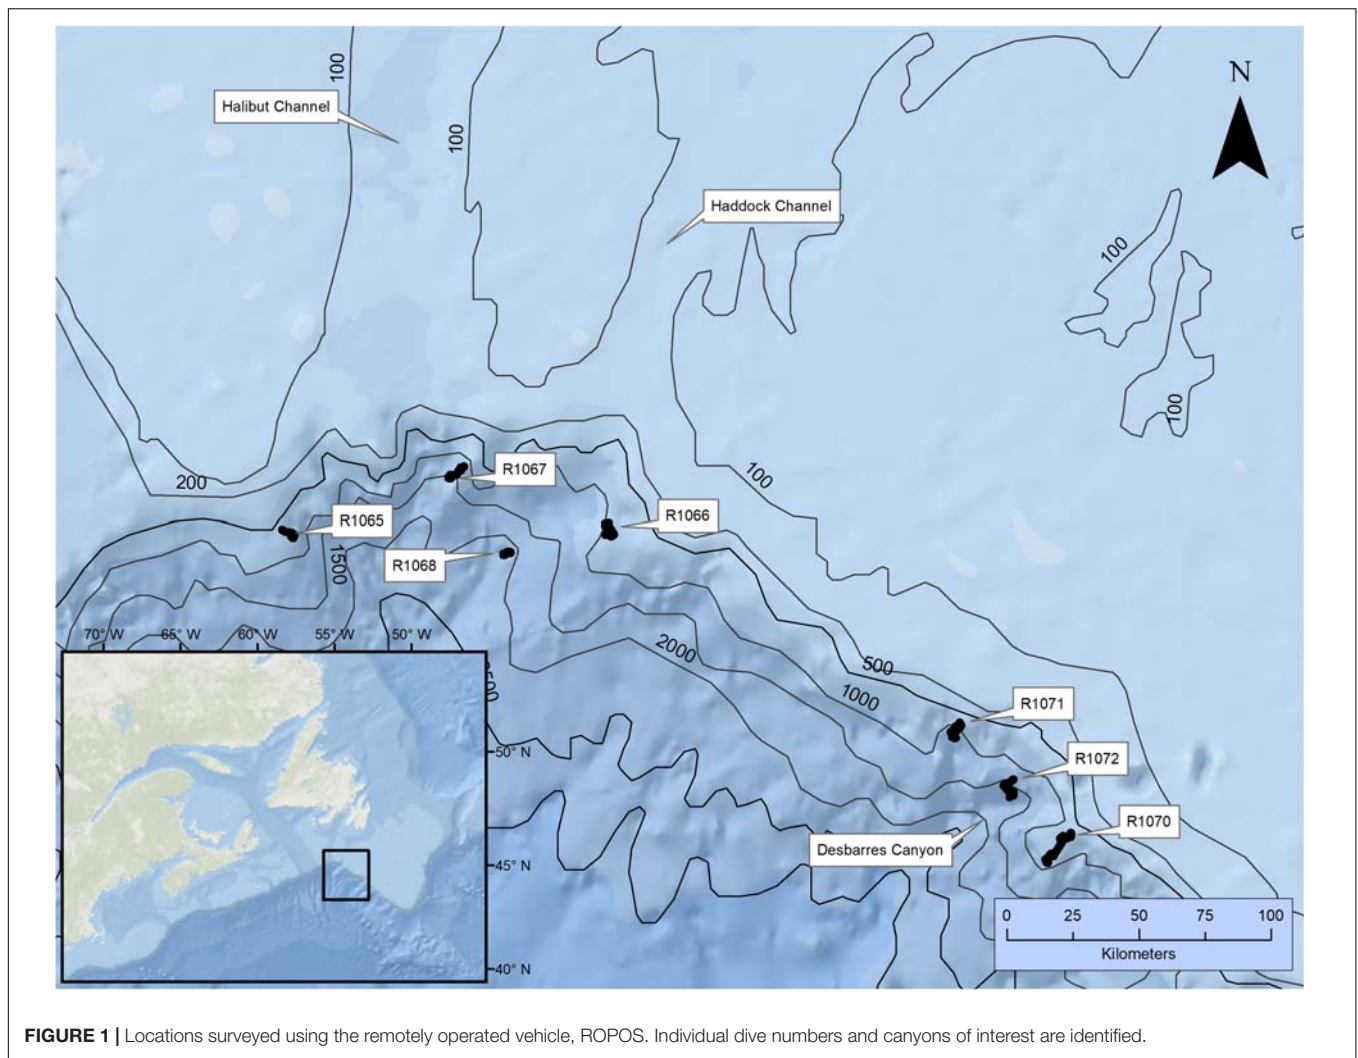 N
100
Halibut Channel
100
Haddock Channel
100
100
200
R1067
100
R1065
R1066
R1068
1500
70° W 65° W 60° W 55° W 50° W
2000
500
1000
R1071
50° N
R1072
R1070
Desbarres Canyon
45° N
0 25 50 75 100
Kilometers
40° N
FIGURE 1 | Locations surveyed using the remotely operated vehicle, ROPOS. Individual dive numbers and canyons of interest are identified.